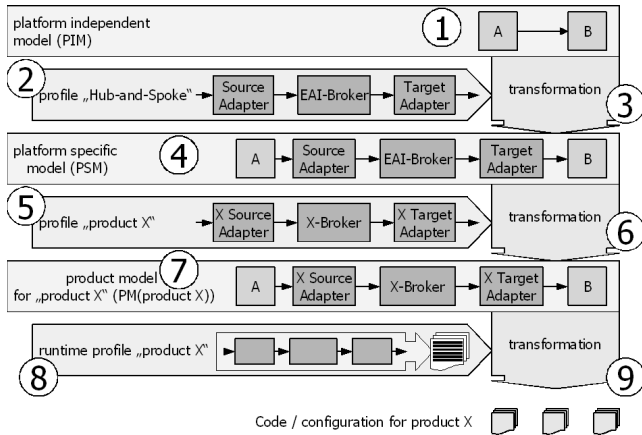 platform independent
model (PIM)
1
A
B
2
profile „Hub-and-Spoke“
Source
Adapter
EAI-Broker
Target
Adapter
transformation
3
platform specific
model (PSM)
4
A
Source
Adapter
EAI-Broker
Target
Adapter
B
5
profile „product X“
X Source
Adapter
X-Broker
X Target
Adapter
transformation
6
product model
for „product X“ (PM(product X))
7
A
X Source
Adapter
X-Broker
X Target
Adapter
B
runtime profile „product X“
8
transformation
9
Code / configuration for product X